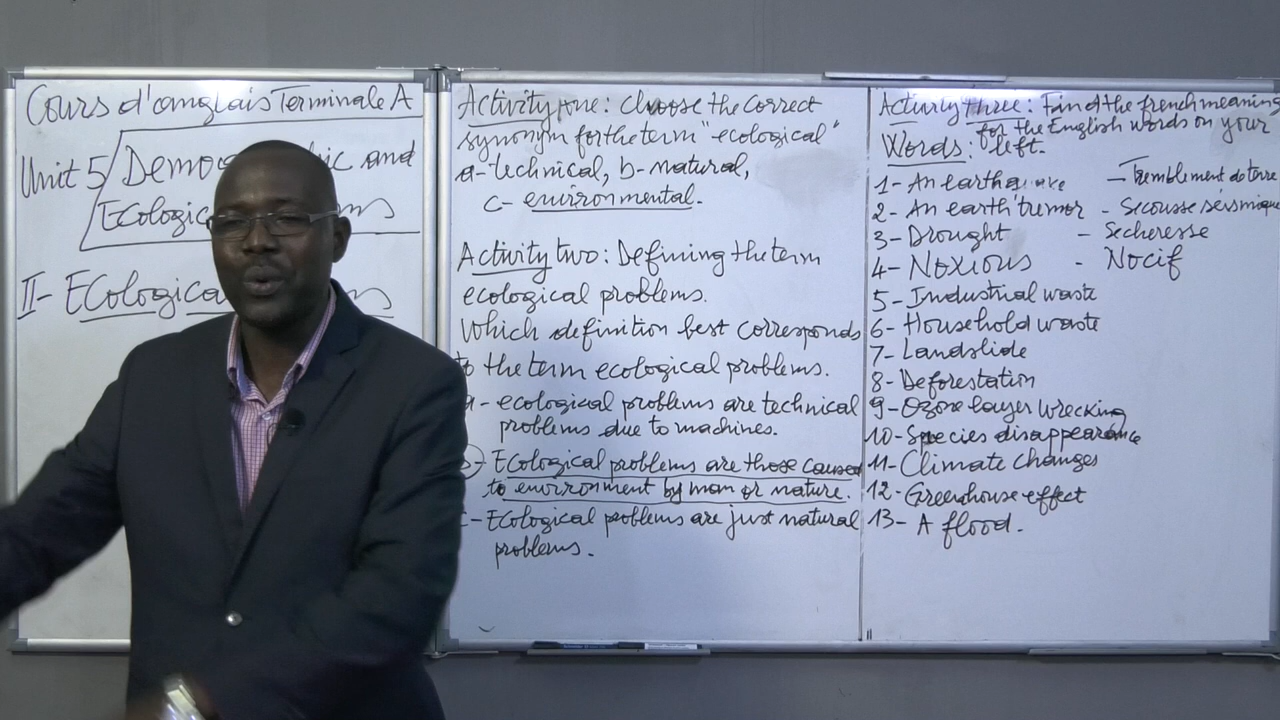 Cours d'anglais Terminale A
Unit 5 and
Ecologic
II- Ecologica
Activity one: Choose the correct
synonym for the term "ecological"
a- technical, b- natural,
c- environmental.
Activity two: Defining the term
ecological problems.
Which definition best corresponds
to the term ecological problems.
a- ecological problems are technical
problems due to machines.
b- Ecological problems are those caused
to environment by man or nature.
c- Ecological problems are just natural
problems.
Activity three: Find the french meaning
for the English words on your
Words: left.
1- An - Tremblement de terre
2- An earth tremor - Secousse séismique
3- Drought - Secheresse
4- Noxious - Nocif
5- Industrial waste
6- Household waste
7- Landslide
8- Deforestation
9- Ozone layer wrecking
10- Species disappearance
11- Climate changes
12- Greenhouse effect
13- A flood.